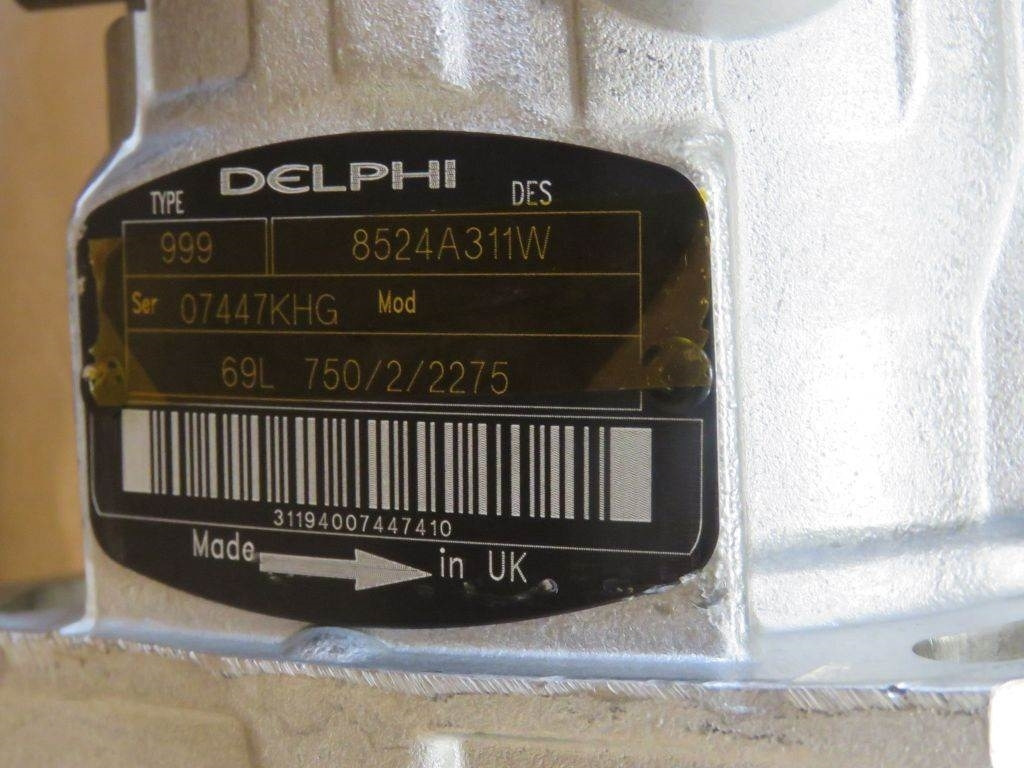 DELPHI
TYPE DES
999 8524A311W
Ser 07447KHG Mod
69L 750/2/2275
31194007447410
Made in UK